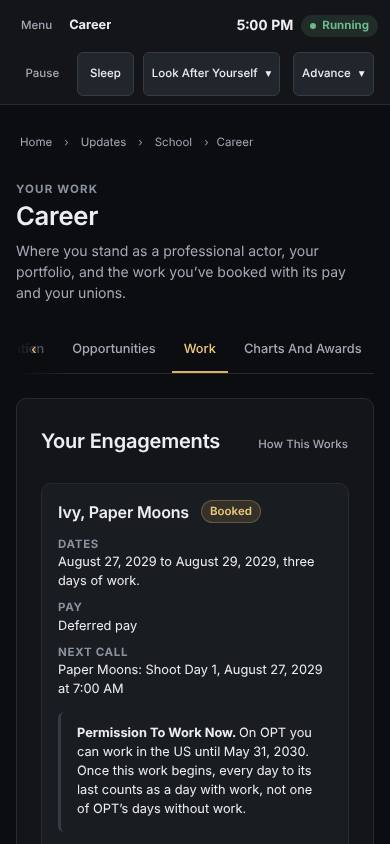 Menu Career 5:00 PM Running
Pause Sleep Look After Yourself ▾ Advance ▾
Home › Updates › School › Career
YOUR WORK
Career
Where you stand as a professional actor, your
portfolio, and the work you’ve booked with its pay
and your unions.
‹ Opportunities Work Charts And Awards
Your Engagements How This Works
Ivy, Paper Moons Booked
DATES
August 27, 2029 to August 29, 2029, three
days of work.
PAY
Deferred pay
NEXT CALL
Paper Moons: Shoot Day 1, August 27, 2029
at 7:00 AM
Permission To Work Now. On OPT you
can work in the US until May 31, 2030.
Once this work begins, every day to its
last counts as a day with work, not one
of OPT’s days without work.